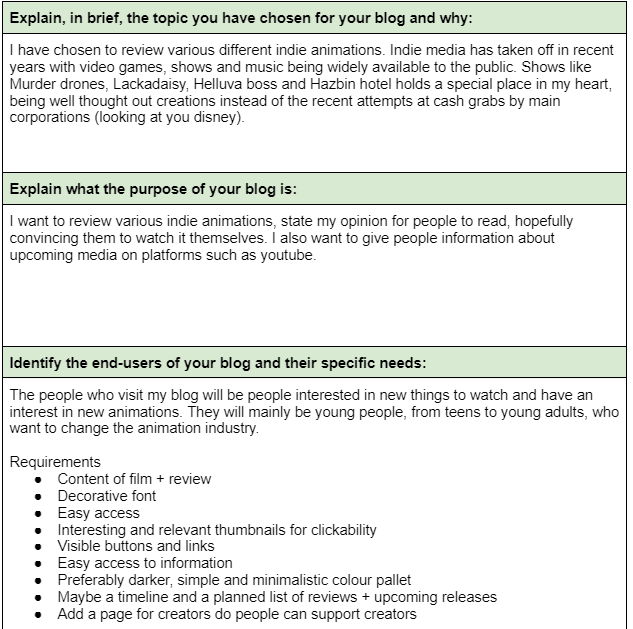 Explain, in brief, the topic you have chosen for your blog and why:
I have chosen to review various different indie animations. Indie media has taken off in recent
years with video games, shows and music being widely available to the public. Shows like
Murder drones, Lackadaisy, Helluva boss and Hazbin hotel holds a special place in my heart,
being well thought out creations instead of the recent attempts at cash grabs by main
corporations (looking at you disney).
Explain what the purpose of your blog is:
I want to review various indie animations, state my opinion for people to read, hopefully
convincing them to watch it themselves. I also want to give people information about
upcoming media on platforms such as youtube.
Identify the end-users of your blog and their specific needs:
The people who visit my blog will be people interested in new things to watch and have an
interest in new animations. They will mainly be young people, from teens to young adults, who
want to change the animation industry.
Requirements
● Content of film + review
● Decorative font
● Easy access
● Interesting and relevant thumbnails for clickability
● Visible buttons and links
● Easy access to information
● Preferably darker, simple and minimalistic colour pallet
● Maybe a timeline and a planned list of reviews + upcoming releases
● Add a page for creators do people can support creators